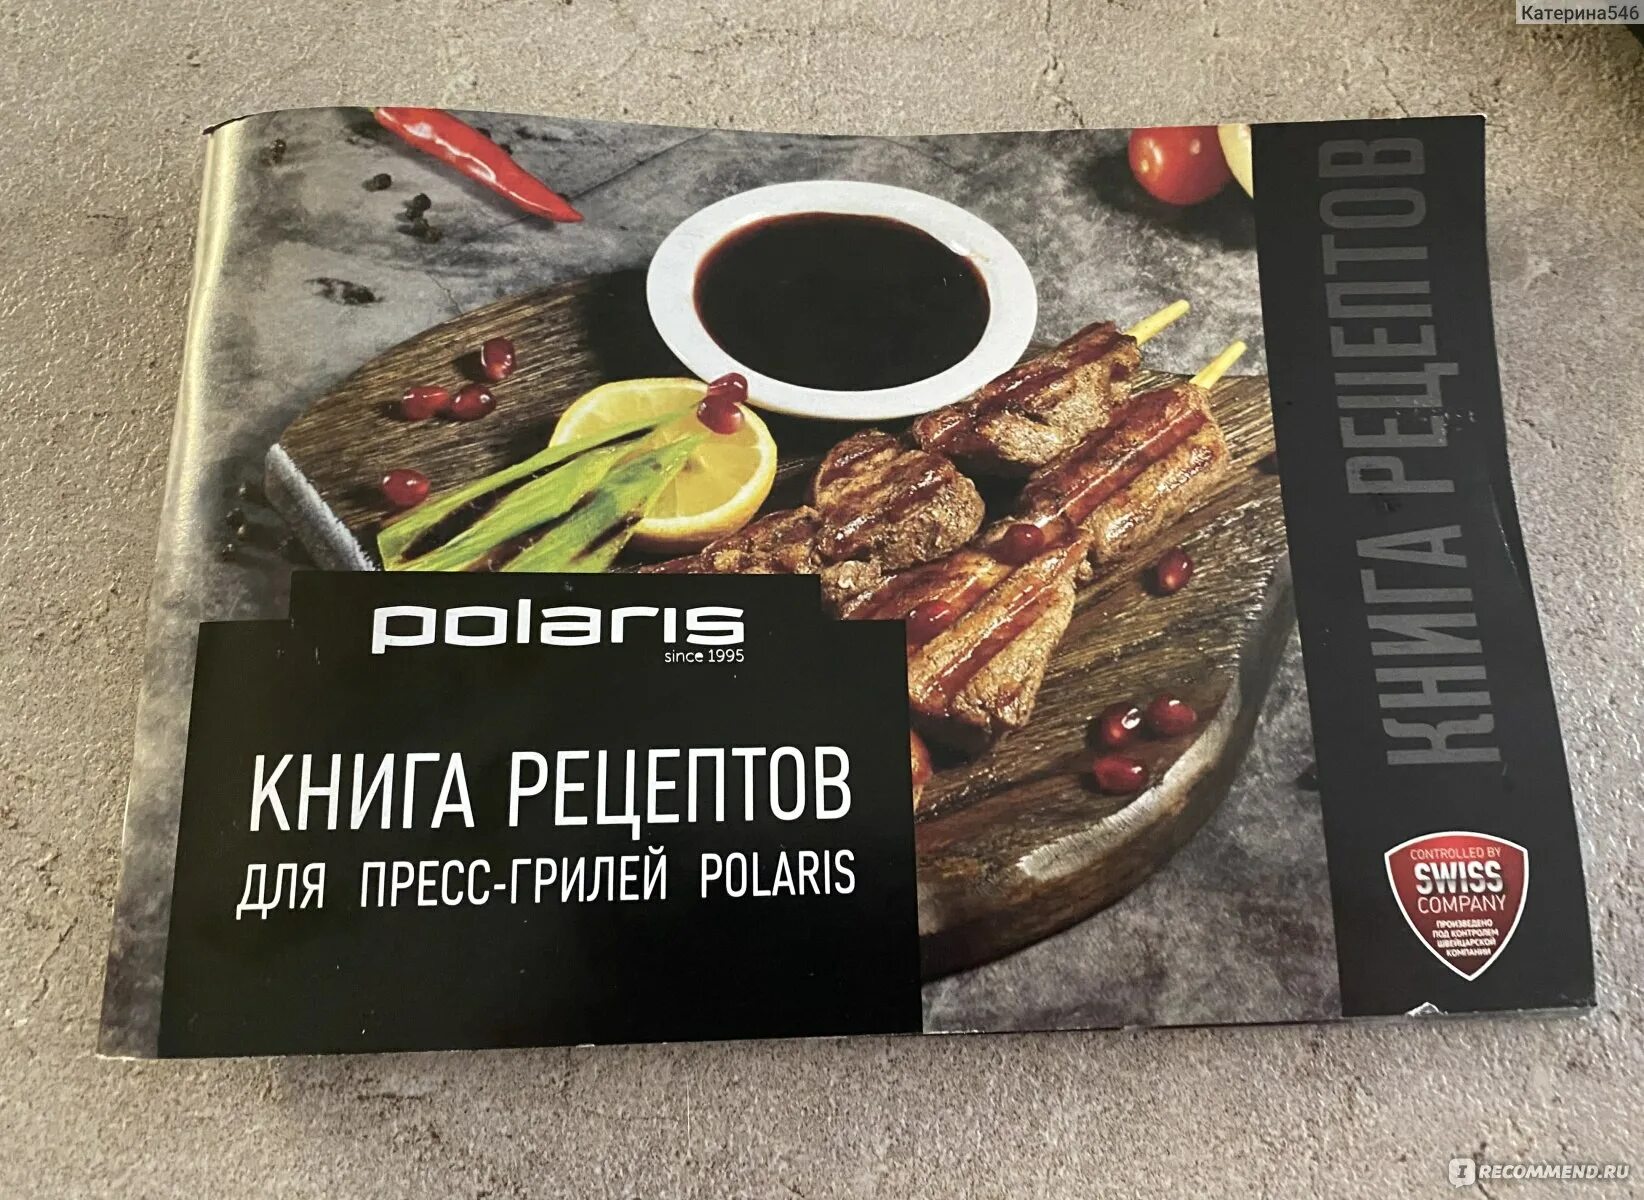 Катерина546
КНИГА РЕЦЕПТОВ
polaris
since 1995
КНИГА РЕЦЕПТОВ
ДЛЯ ПРЕСС-ГРИЛЕЙ POLARIS
CONTROLLED BY
SWISS
COMPANY
ПРОИЗВЕДЕНО
ПОД КОНТРОЛЕМ
ШВЕЙЦАРСКОЙ
КОМПАНИИ
IRECOMMEND.RU